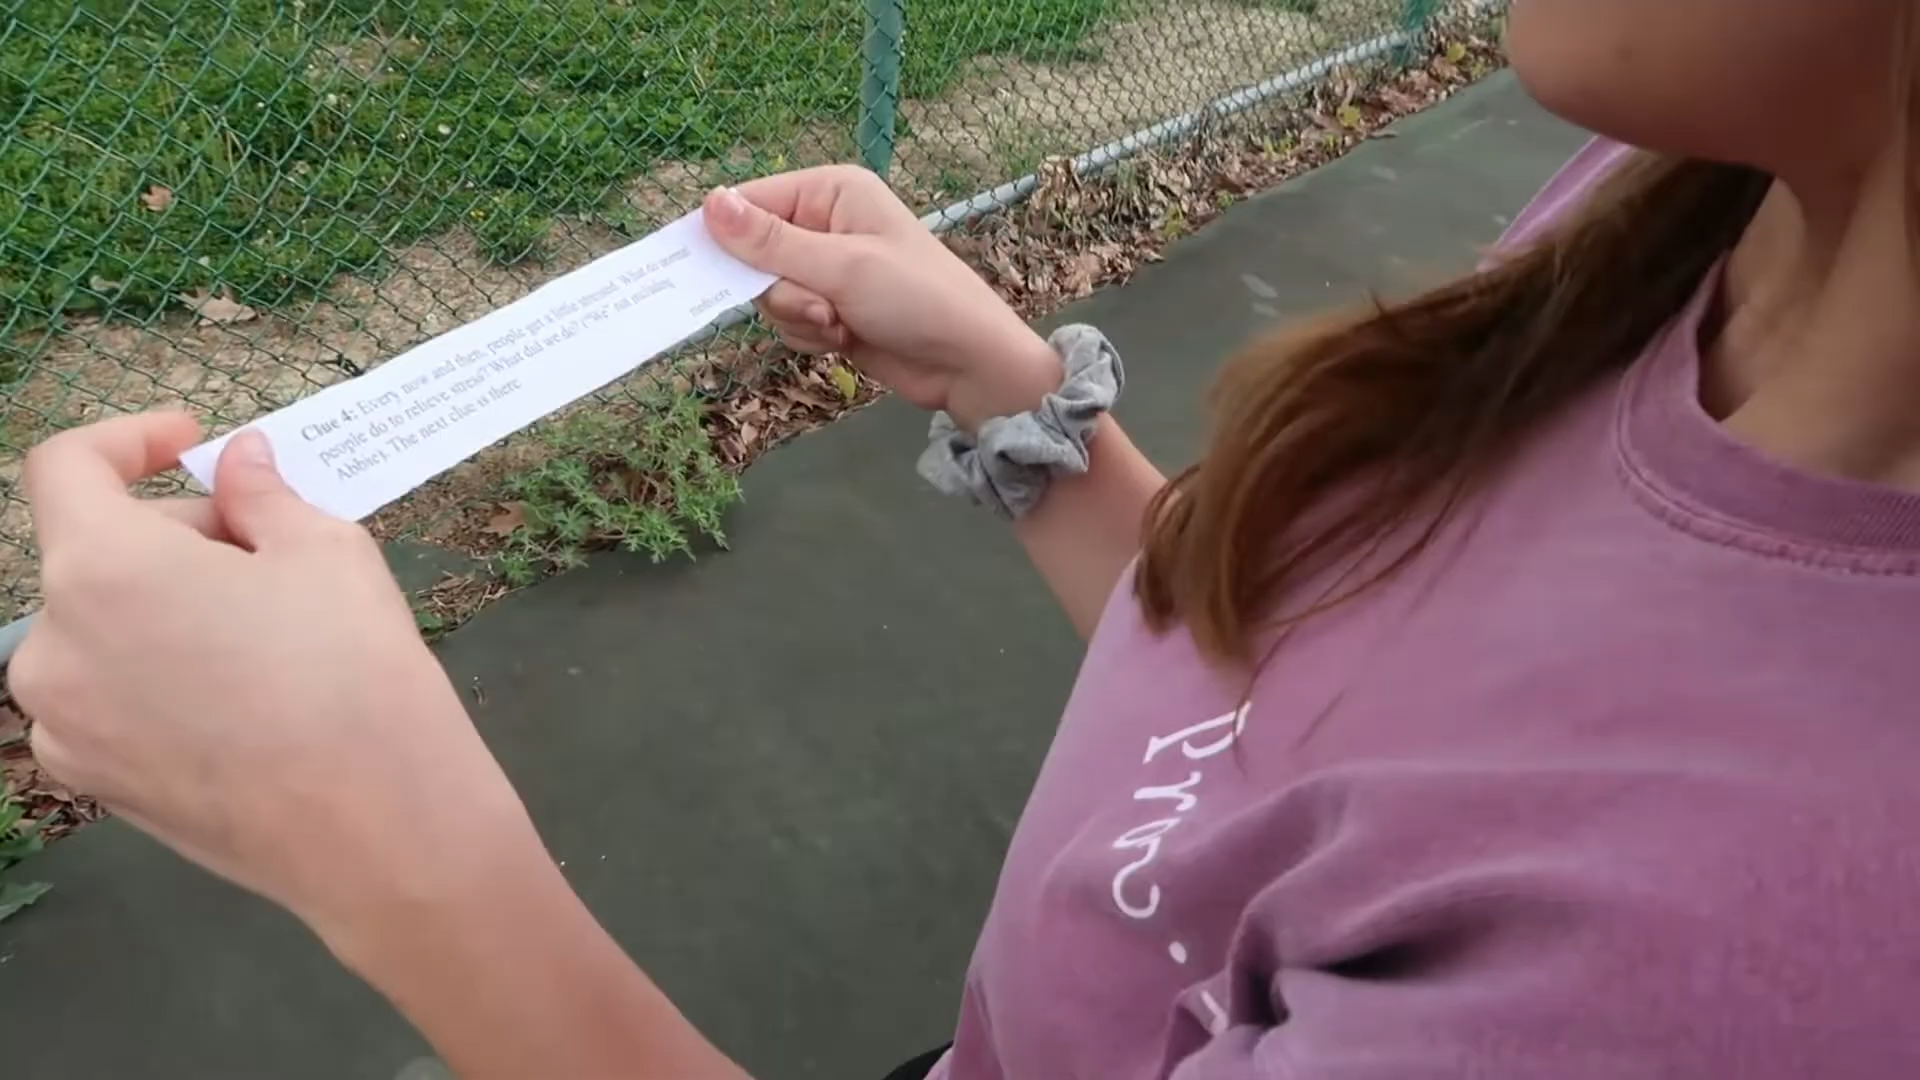 Clue 4: Every now and then, people get a little stressed. What do normal
people do to relieve stress? What did we do? ("We" not including
Abbie). The next clue is there